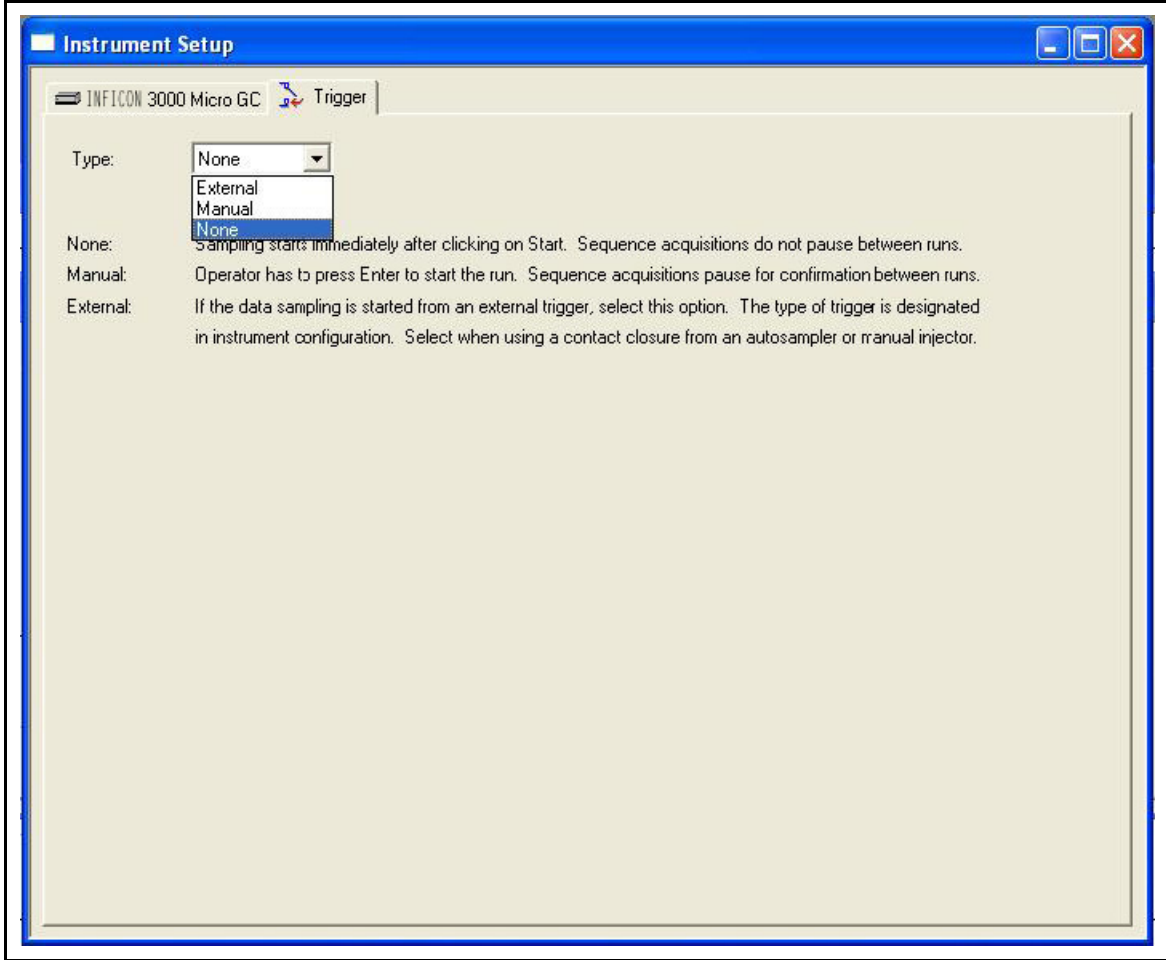 Instrument Setup
INFICON 3000 Micro GC Trigger
Type: None
External
Manual
None
None: Sampling starts immediately after clicking on Start. Sequence acquisitions do not pause between runs.
Manual: Operator has to press Enter to start the run. Sequence acquisitions pause for confirmation between runs.
External: If the data sampling is started from an external trigger, select this option. The type of trigger is designated
in instrument configuration. Select when using a contact closure from an autosampler or manual injector.